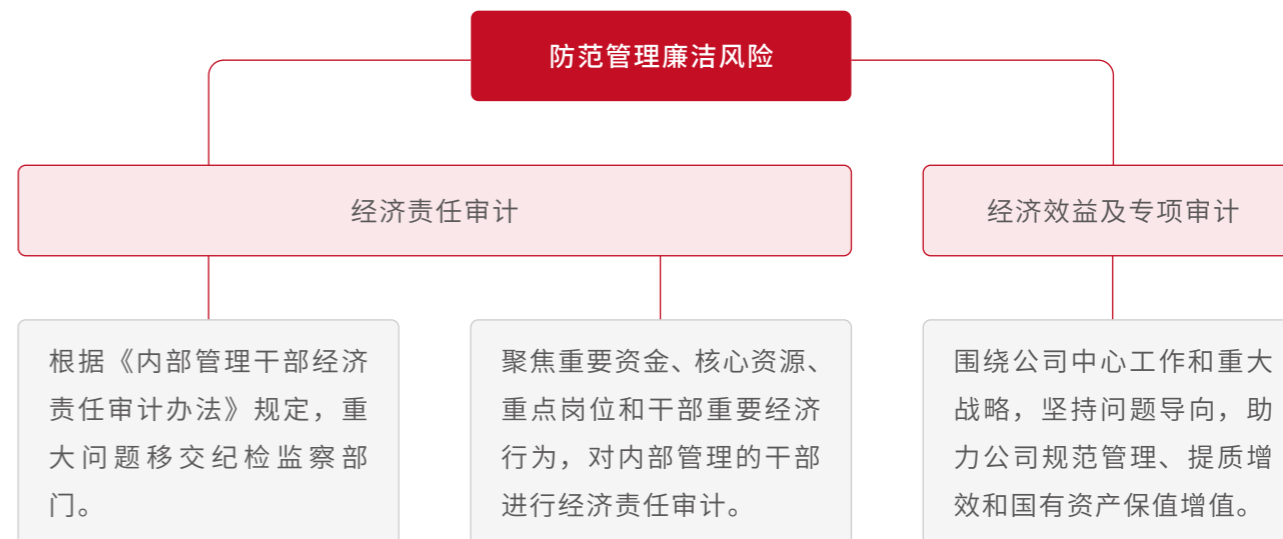 防范管理廉洁风险
经济责任审计
经济效益及专项审计
根据《内部管理干部经济
责任审计办法》规定，重
大问题移交纪检监察部
门。
聚焦重要资金、核心资源、
重点岗位和干部重要经济
行为，对内部管理的干部
进行经济责任审计。
围绕公司中心工作和重大
战略，坚持问题导向，助
力公司规范管理、提质增
效和国有资产保值增值。